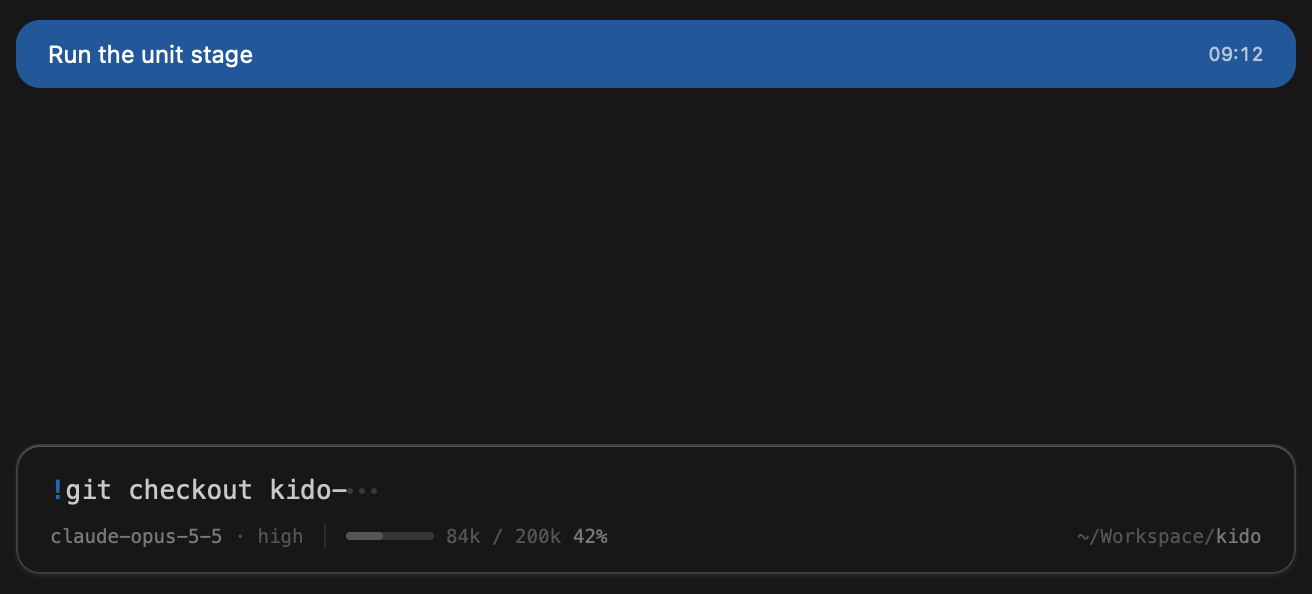 Run the unit stage 09:12
!git checkout kido-•••
claude-opus-5-5 · high 84k / 200k 42% ~/Workspace/kido